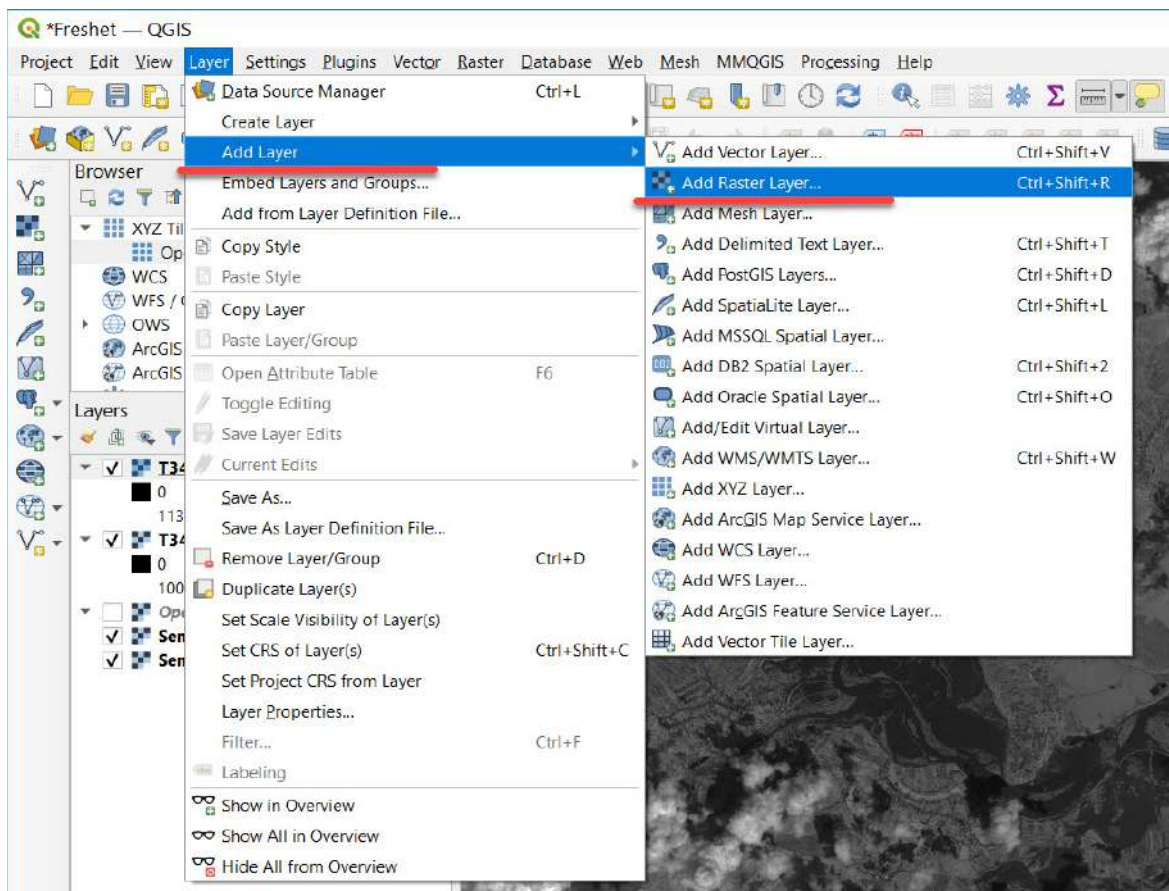 *Freshet — QGIS
Project Edit View Layer Settings Plugins Vector Raster Database Web Mesh MMQGIS Processing Help
Data Source Manager Ctrl+L
Create Layer
Add Layer
Embed Layers and Groups...
Add from Layer Definition File...
Copy Style
Paste Style
Copy Layer
Paste Layer/Group
Open Attribute Table F6
Toggle Editing
Save Layer Edits
Current Edits
Save As...
Save As Layer Definition File...
Remove Layer/Group Ctrl+D
Duplicate Layer(s)
Set Scale Visibility of Layer(s)
Set CRS of Layer(s) Ctrl+Shift+C
Set Project CRS from Layer
Layer Properties...
Filter... Ctrl+F
Labeling
Show in Overview
Show All in Overview
Hide All from Overview
Add Vector Layer... Ctrl+Shift+V
Add Raster Layer... Ctrl+Shift+R
Add Mesh Layer...
Add Delimited Text Layer... Ctrl+Shift+T
Add PostGIS Layers... Ctrl+Shift+D
Add SpatiaLite Layer... Ctrl+Shift+L
Add MSSQL Spatial Layer...
DB2 Add DB2 Spatial Layer... Ctrl+Shift+2
Add Oracle Spatial Layer... Ctrl+Shift+O
Add/Edit Virtual Layer...
Add WMS/WMTS Layer... Ctrl+Shift+W
Add XYZ Layer...
Add ArcGIS Map Service Layer...
Add WCS Layer...
Add WFS Layer...
Add ArcGIS Feature Service Layer...
Add Vector Tile Layer...
Browser
XYZ Til
Op
WCS
WFS /
OWS
ArcGIS
ArcGIS
Layers
T34
0
113
T34
0
100
Ope
Sen
Sen